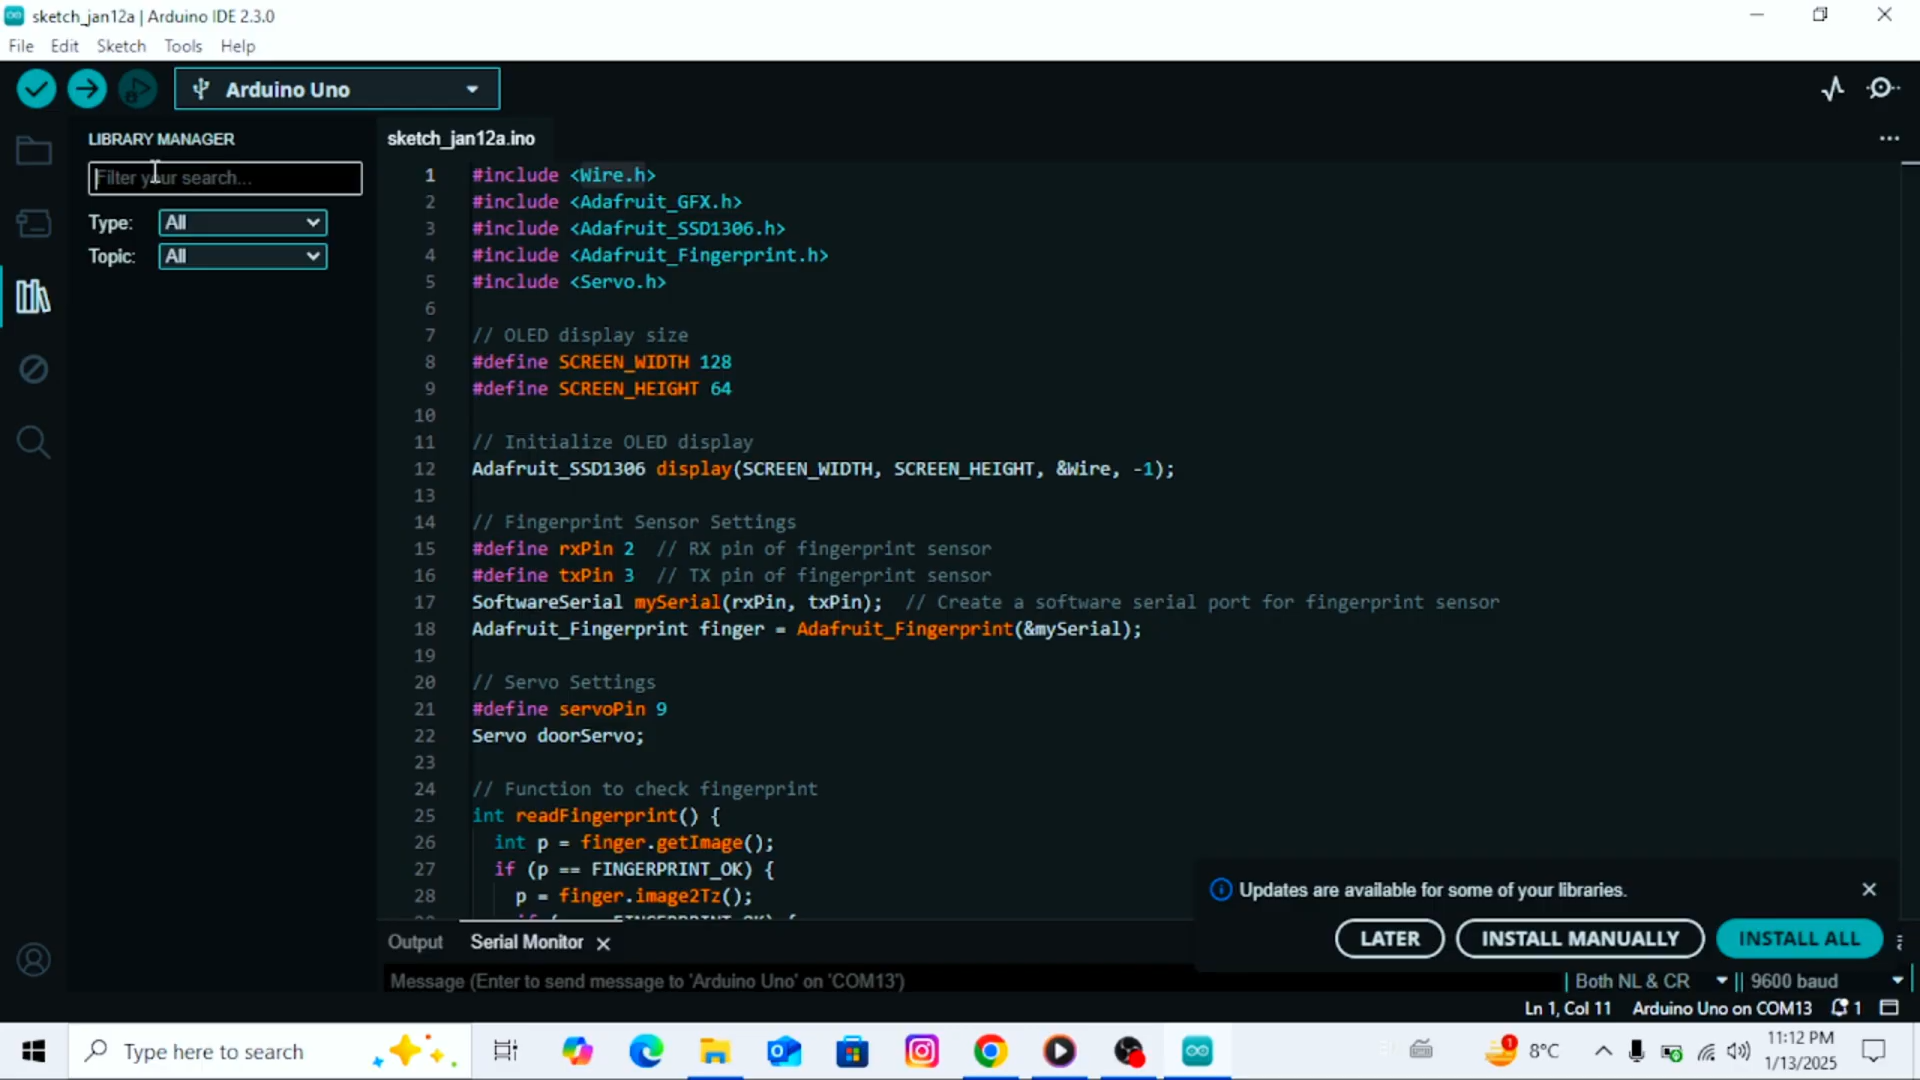 sketch_jan12a | Arduino IDE 2.3.0
File Edit Sketch Tools Help
Arduino Uno
LIBRARY MANAGER
Filter your search...
Type: All
Topic: All
sketch_jan12a.ino
1 #include <Wire.h>
2 #include <Adafruit_GFX.h>
3 #include <Adafruit_SSD1306.h>
4 #include <Adafruit_Fingerprint.h>
5 #include <Servo.h>
6
7 // OLED display size
8 #define SCREEN_WIDTH 128
9 #define SCREEN_HEIGHT 64
10
11 // Initialize OLED display
12 Adafruit_SSD1306 display(SCREEN_WIDTH, SCREEN_HEIGHT, &Wire, -1);
13
14 // Fingerprint Sensor Settings
15 #define rxPin 2 // RX pin of fingerprint sensor
16 #define txPin 3 // TX pin of fingerprint sensor
17 SoftwareSerial mySerial(rxPin, txPin); // Create a software serial port for fingerprint sensor
18 Adafruit_Fingerprint finger = Adafruit_Fingerprint(&mySerial);
19
20 // Servo Settings
21 #define servoPin 9
22 Servo doorServo;
23
24 // Function to check fingerprint
25 int readFingerprint() {
26 int p = finger.getImage();
27 if (p == FINGERPRINT_OK) {
28 p = finger.image2Tz();
Updates are available for some of your libraries.
LATER INSTALL MANUALLY INSTALL ALL
Output Serial Monitor
Message (Enter to send message to 'Arduino Uno' on 'COM13')
Both NL & CR 9600 baud
Ln 1, Col 11 Arduino Uno on COM13 1
Type here to search
1
8°C
11:12 PM
1/13/2025